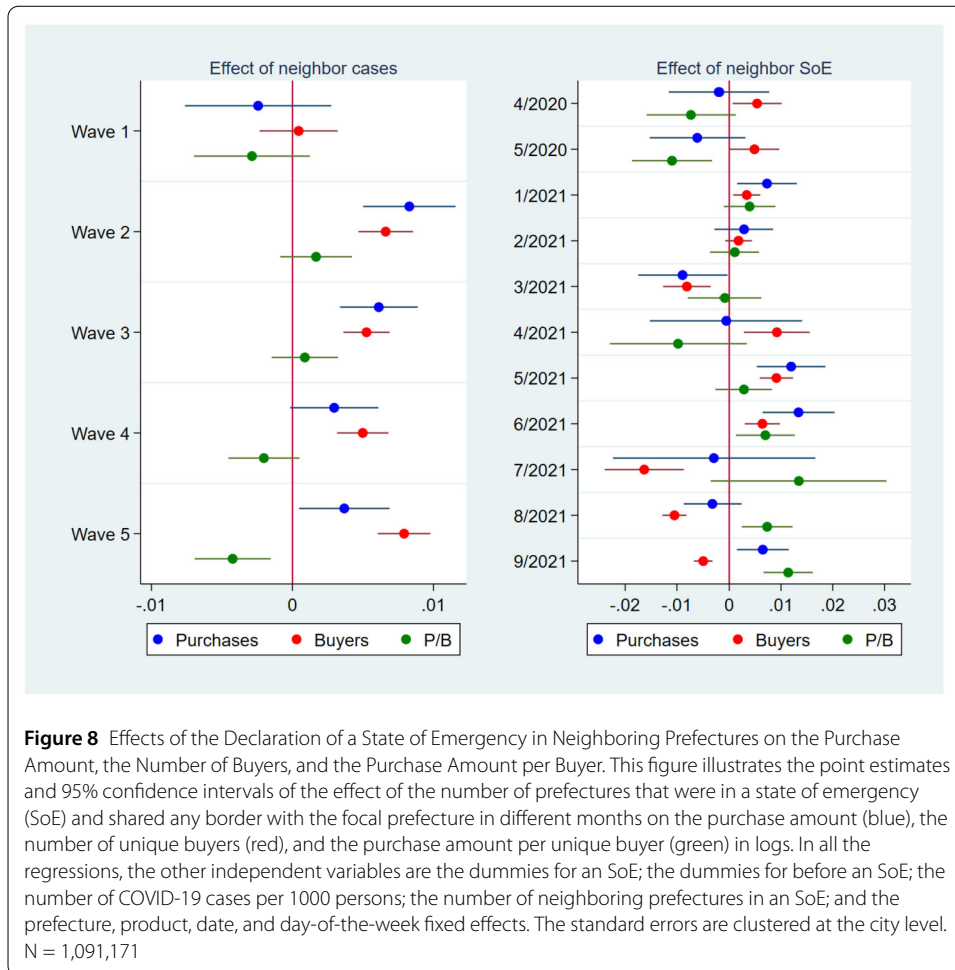 Effect of neighbor cases
Wave 1
Wave 2
Wave 3
Wave 4
Wave 5
-.01 0 .01
Purchases Buyers P/B
Effect of neighbor SoE
4/2020
5/2020
1/2021
2/2021
3/2021
4/2021
5/2021
6/2021
7/2021
8/2021
9/2021
-.02 -.01 0 .01 .02 .03
Purchases Buyers P/B
Figure 8 Effects of the Declaration of a State of Emergency in Neighboring Prefectures on the Purchase
Amount, the Number of Buyers, and the Purchase Amount per Buyer. This figure illustrates the point estimates
and 95% confidence intervals of the effect of the number of prefectures that were in a state of emergency
(SoE) and shared any border with the focal prefecture in different months on the purchase amount (blue), the
number of unique buyers (red), and the purchase amount per unique buyer (green) in logs. In all the
regressions, the other independent variables are the dummies for an SoE; the dummies for before an SoE; the
number of COVID-19 cases per 1000 persons; the number of neighboring prefectures in an SoE; and the
prefecture, product, date, and day-of-the-week fixed effects. The standard errors are clustered at the city level.
N = 1,091,171